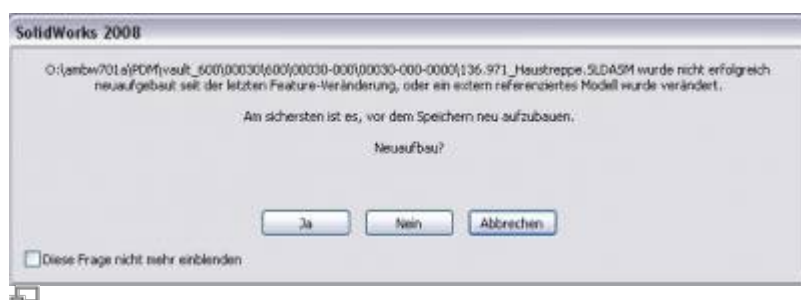 SolidWorks 2008
O:\ambw701a\PDM\vault_600\00030\600\00030-000\00030-000-0000\136.971_Haustreppe.SLDASM wurde nicht erfolgreich
neuaufgebaut seit der letzten Feature-Veränderung, oder ein extern referenziertes Modell wurde verändert.
Am sichersten ist es, vor dem Speichern neu aufzubauen.
Neuaufbau?
Ja Nein Abbrechen
Diese Frage nicht mehr einblenden